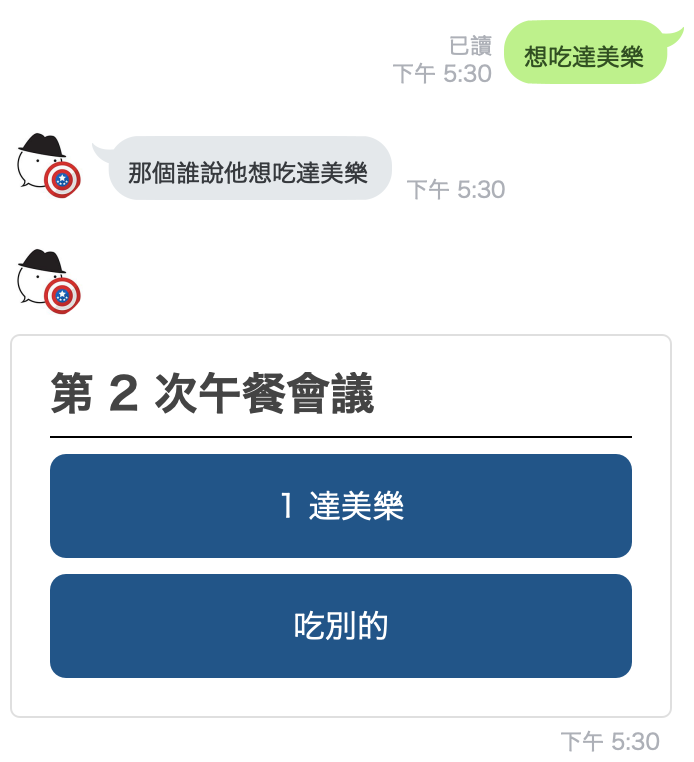 已讀
下午 5:30
想吃達美樂
那個誰說他想吃達美樂
下午 5:30
第 2 次午餐會議
1 達美樂
吃別的
下午 5:30